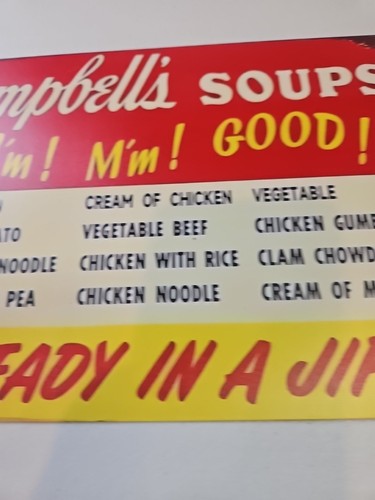 mpbell's SOUPS
'm! M'm! GOOD!
CREAM OF CHICKEN VEGETABLE
ATO VEGETABLE BEEF CHICKEN GUMB
NOODLE CHICKEN WITH RICE CLAM CHOWD
PEA CHICKEN NOODLE CREAM OF M
EADY IN A JIF